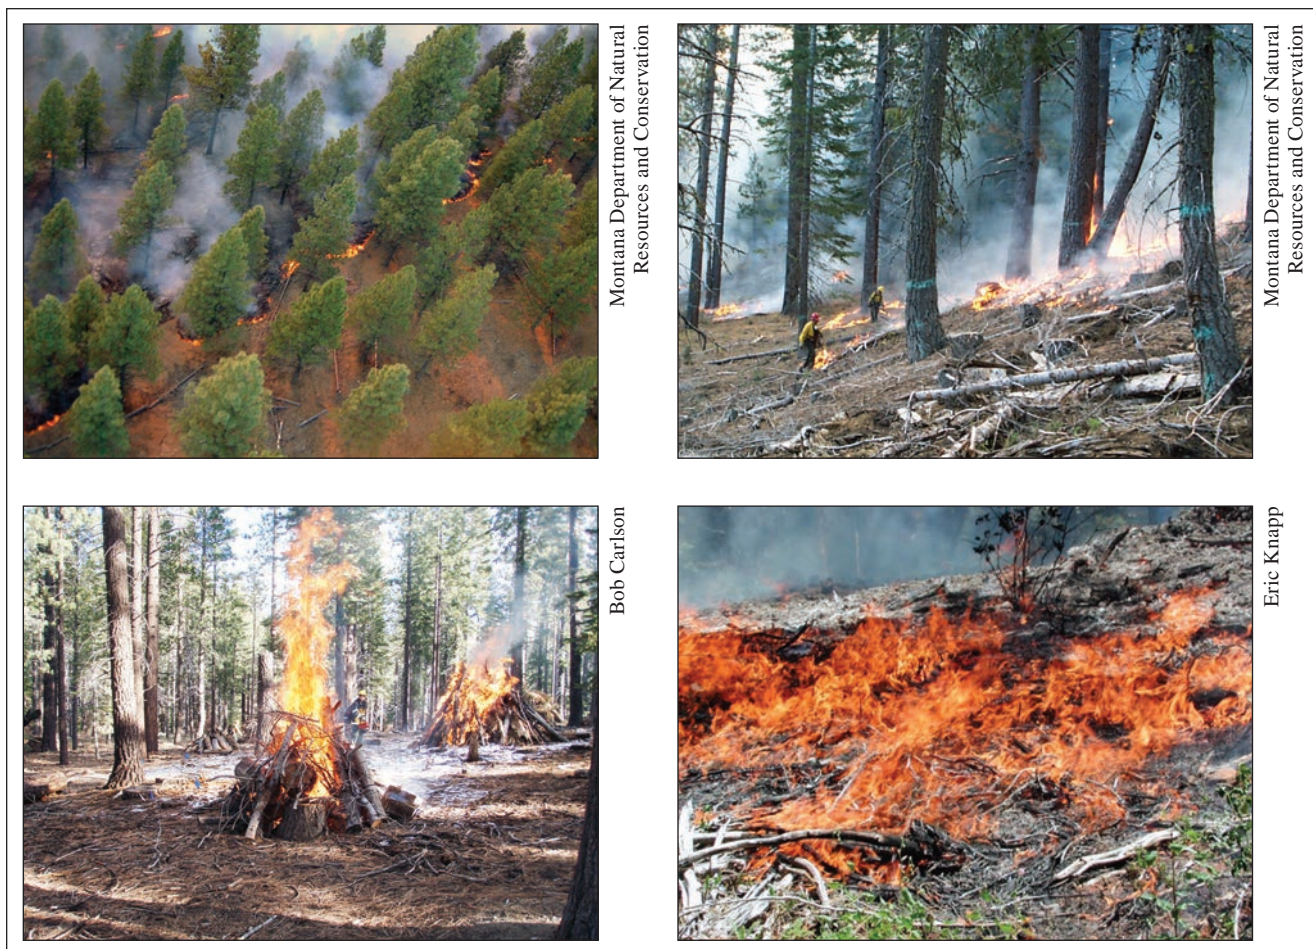 Montana Department of Natural
Resources and Conservation
Montana Department of Natural
Resources and Conservation
Bob Carlson
Eric Knapp